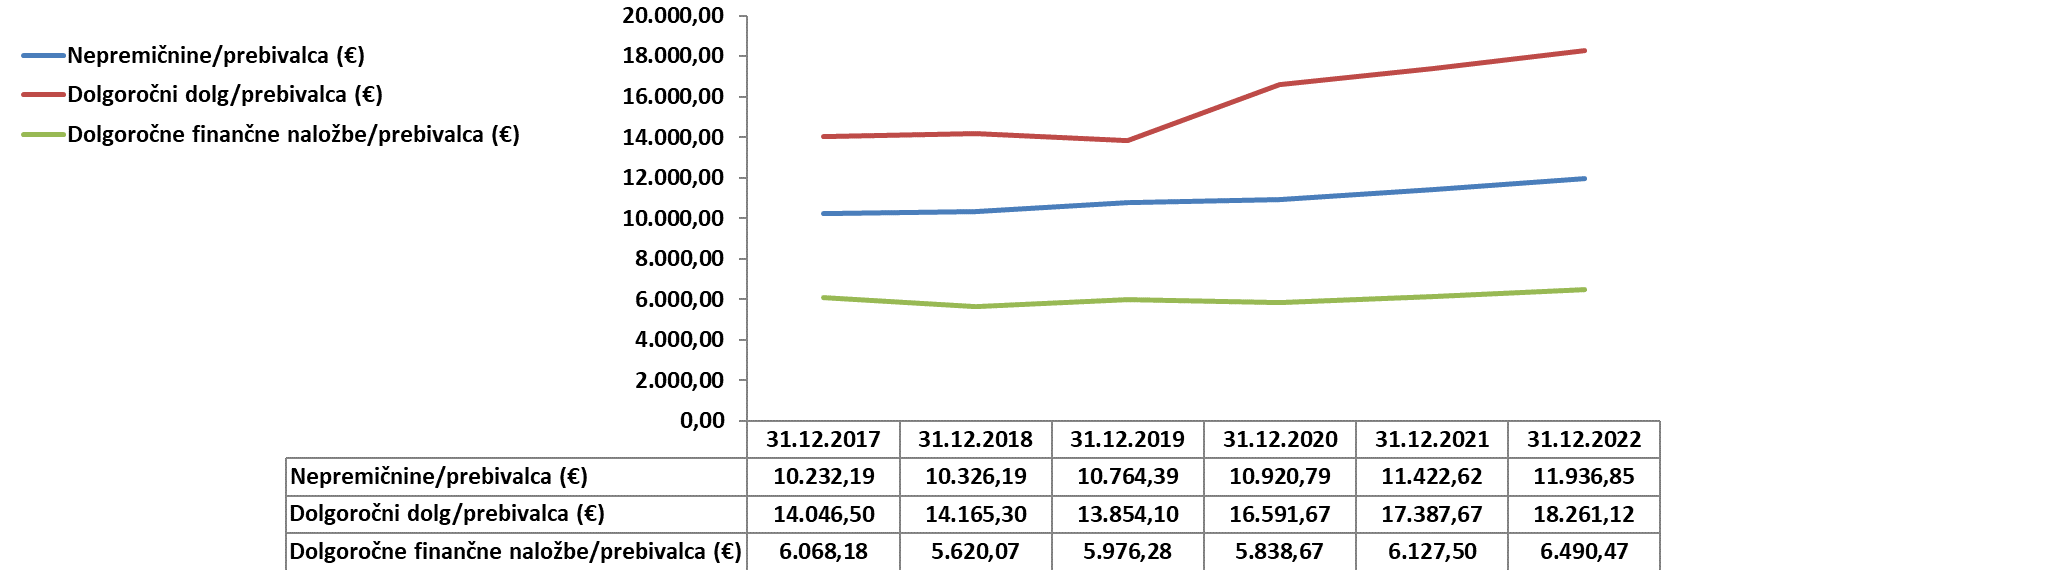 Nepremičnine/prebivalca (€)
Dolgoročni dolg/prebivalca (€)
Dolgoročne finančne naložbe/prebivalca (€)
20.000,00
18.000,00
16.000,00
14.000,00
12.000,00
10.000,00
8.000,00
6.000,00
4.000,00
2.000,00
0,00
31.12.2017 31.12.2018 31.12.2019 31.12.2020 31.12.2021 31.12.2022
Nepremičnine/prebivalca (€) 10.232,19 10.326,19 10.764,39 10.920,79 11.422,62 11.936,85
Dolgoročni dolg/prebivalca (€) 14.046,50 14.165,30 13.854,10 16.591,67 17.387,67 18.261,12
Dolgoročne finančne naložbe/prebivalca (€) 6.068,18 5.620,07 5.976,28 5.838,67 6.127,50 6.490,47